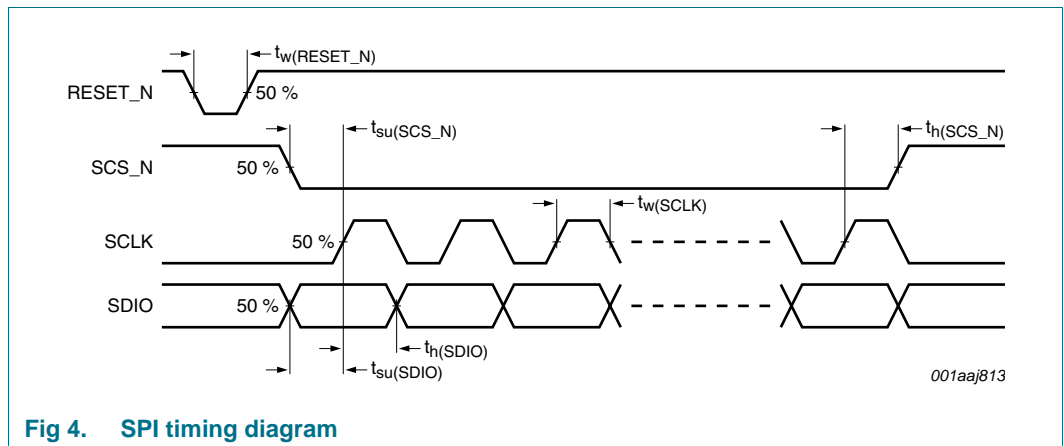 tw(RESET_N)
RESET_N
50 %
tsu(SCS_N)
th(SCS_N)
SCS_N
50 %
tw(SCLK)
SCLK
50 %
SDIO
50 %
th(SDIO)
tsu(SDIO)
001aaj813
Fig 4. SPI timing diagram